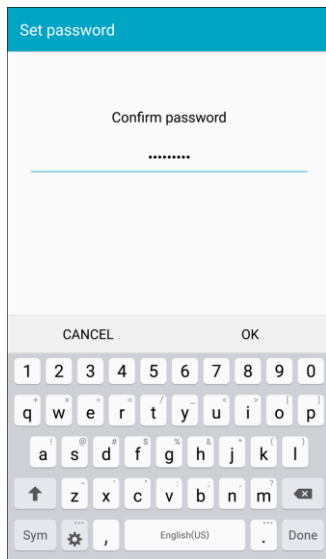 Set password
Confirm password
•••••••••
CANCEL OK
1 2 3 4 5 6 7 8 9 0
+ × ÷ = / _ < > [ ]
q w e r t y u i o p
! @ # $ % & * ( )
a s d f g h j k l
- ' " : ; , ?
z x c v b n m
Sym , English(US) . Done